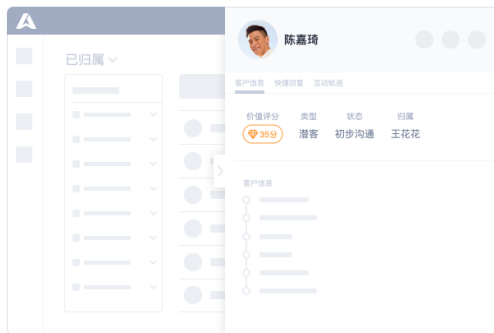 已归属
陈嘉琦
客户信息 快捷回复 互动轨迹
价值评分 类型 状态 归属
35分 潜客 初步沟通 王花花
客户信息